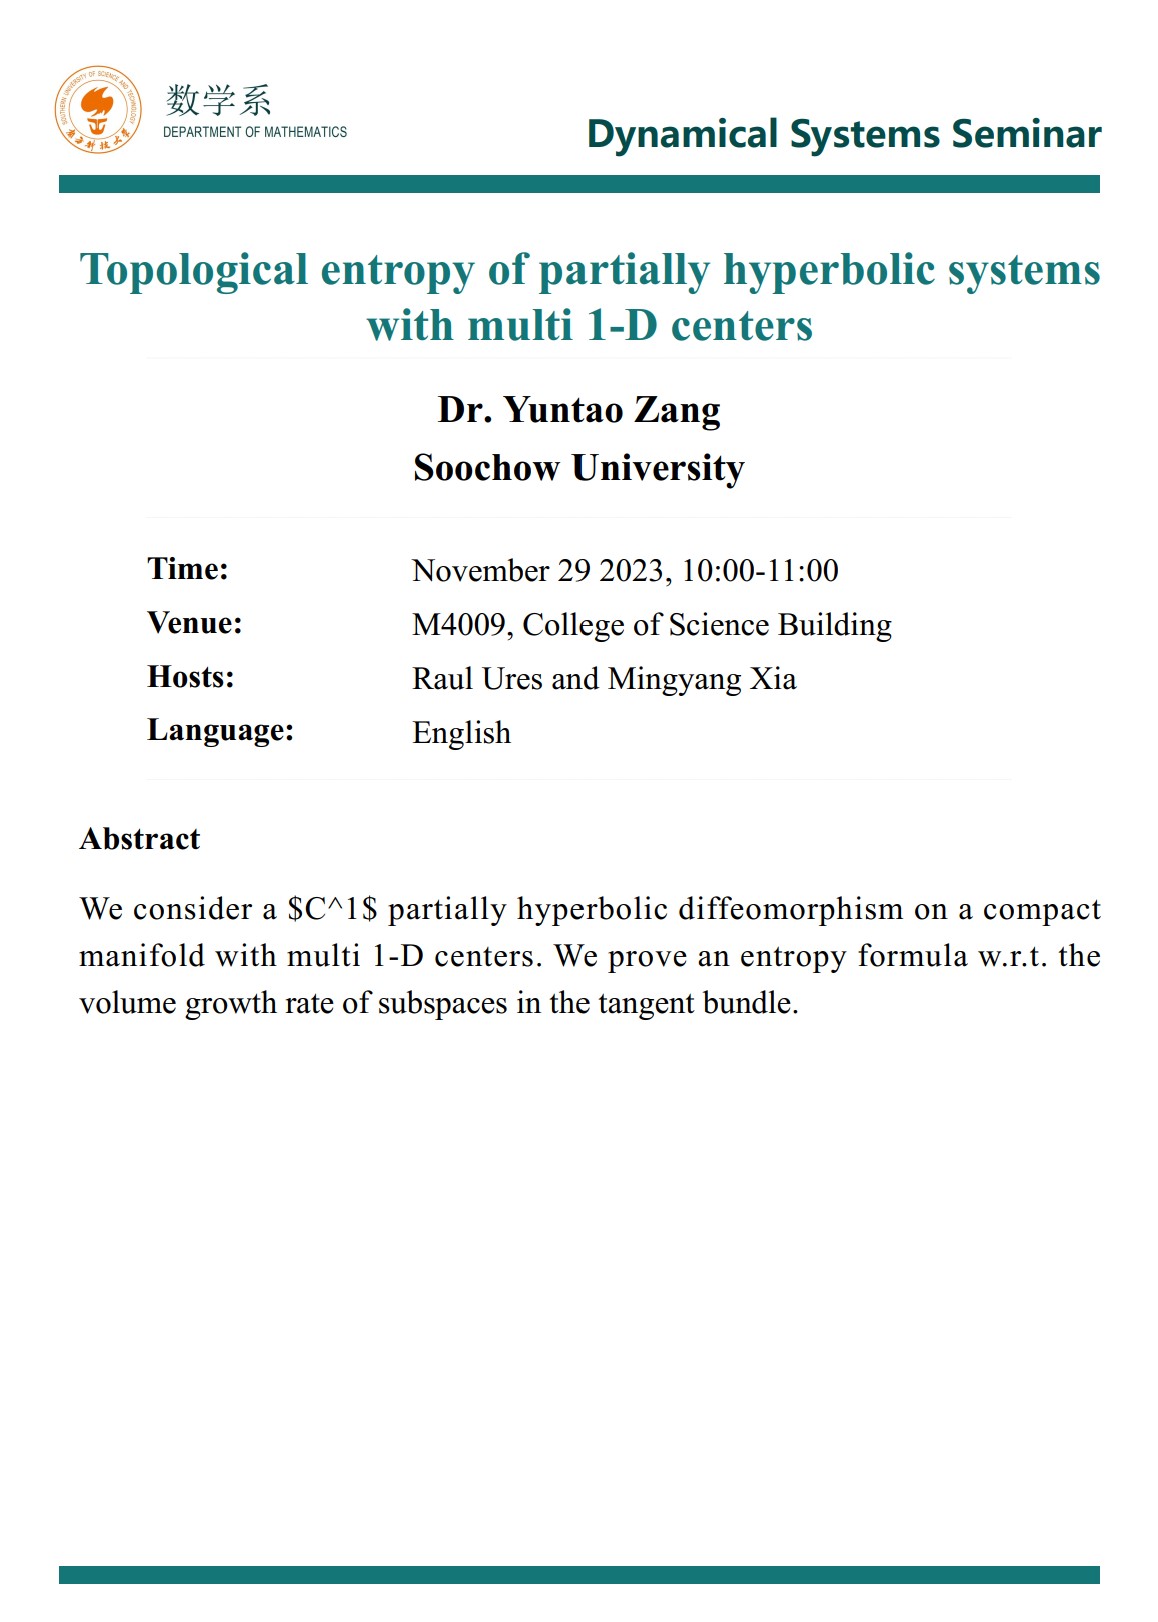 SOUTHERN UNIVERSITY OF SCIENCE AND TECHNOLOGY
南方科技大学
数学系
DEPARTMENT OF MATHEMATICS
Dynamical Systems Seminar
Topological entropy of partially hyperbolic systems
with multi 1-D centers
Dr. Yuntao Zang
Soochow University
Time: November 29 2023, 10:00-11:00
Venue: M4009, College of Science Building
Hosts: Raul Ures and Mingyang Xia
Language: English
Abstract
We consider a $C^1$ partially hyperbolic diffeomorphism on a compact
manifold with multi 1-D centers. We prove an entropy formula w.r.t. the
volume growth rate of subspaces in the tangent bundle.